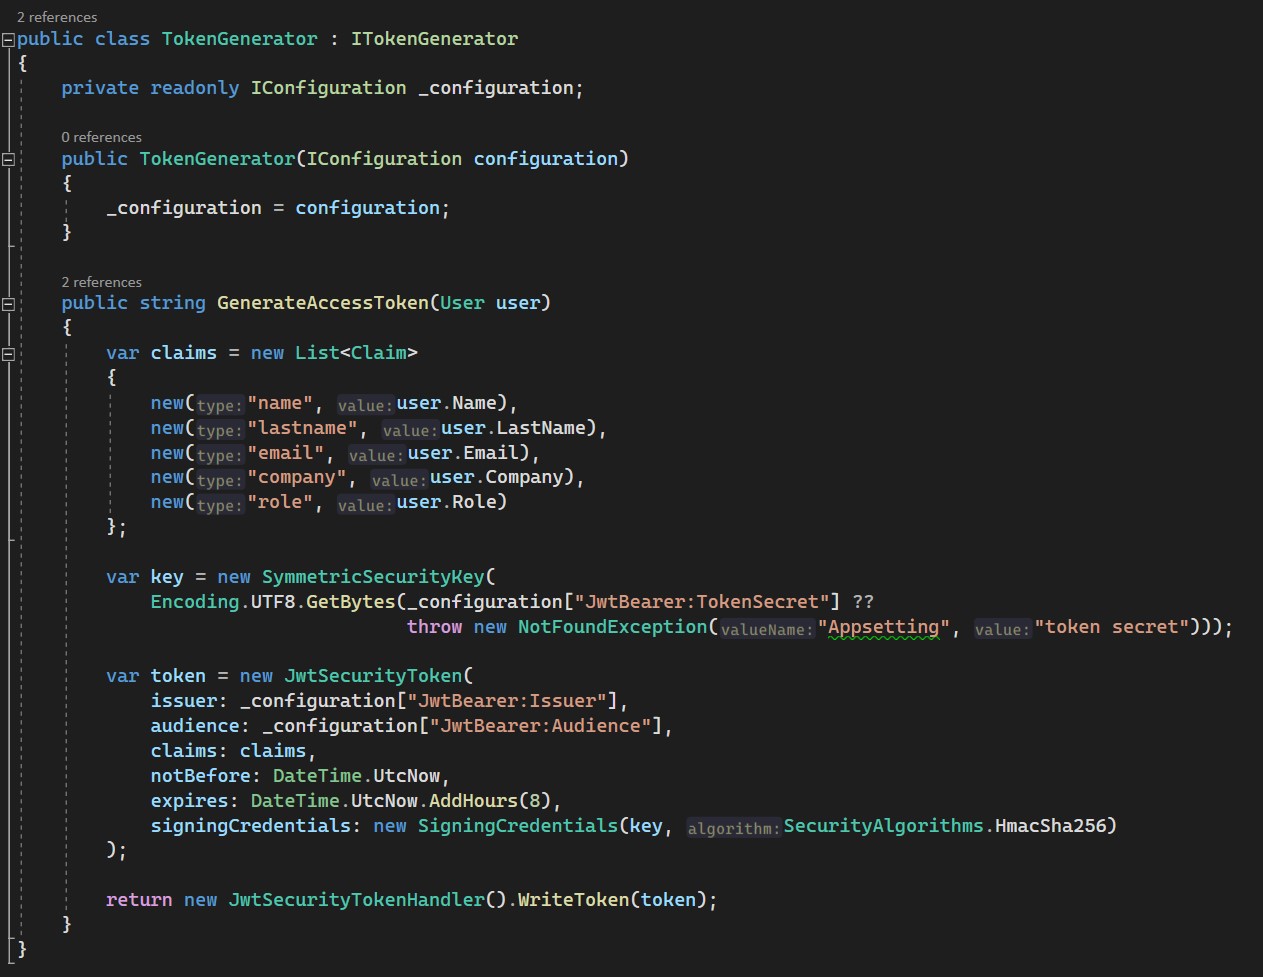 2 references
public class TokenGenerator : ITokenGenerator
{
private readonly IConfiguration _configuration;
0 references
public TokenGenerator(IConfiguration configuration)
{
_configuration = configuration;
}
2 references
public string GenerateAccessToken(User user)
{
var claims = new List<Claim>
{
new(type: "name", value: user.Name),
new(type: "lastname", value: user.LastName),
new(type: "email", value: user.Email),
new(type: "company", value: user.Company),
new(type: "role", value: user.Role)
};
var key = new SymmetricSecurityKey(
Encoding.UTF8.GetBytes(_configuration["JwtBearer:TokenSecret"] ??
throw new NotFoundException(valueName: "Appsetting", value: "token secret")));
var token = new JwtSecurityToken(
issuer: _configuration["JwtBearer:Issuer"],
audience: _configuration["JwtBearer:Audience"],
claims: claims,
notBefore: DateTime.UtcNow,
expires: DateTime.UtcNow.AddHours(8),
signingCredentials: new SigningCredentials(key, algorithm: SecurityAlgorithms.HmacSha256)
);
return new JwtSecurityTokenHandler().WriteToken(token);
}
}